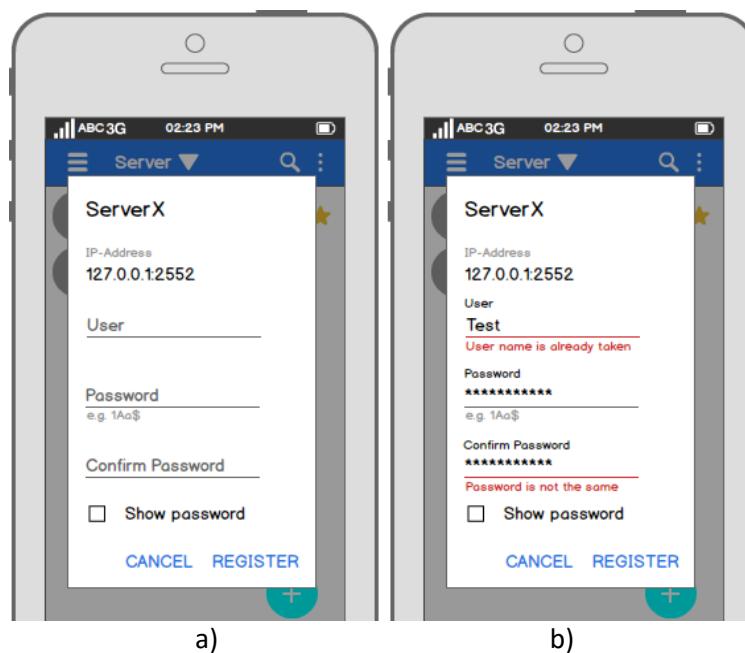 ABC 3G 02:23 PM
Server
ServerX
IP-Address
127.0.0.1:2552
User
Password
e.g. 1Aa$
Confirm Password
Show password
CANCEL REGISTER
+
a)
ABC 3G 02:23 PM
Server
ServerX
IP-Address
127.0.0.1:2552
User
Test
User name is already taken
Password
***********
e.g. 1Aa$
Confirm Password
***********
Password is not the same
Show password
CANCEL REGISTER
+
b)